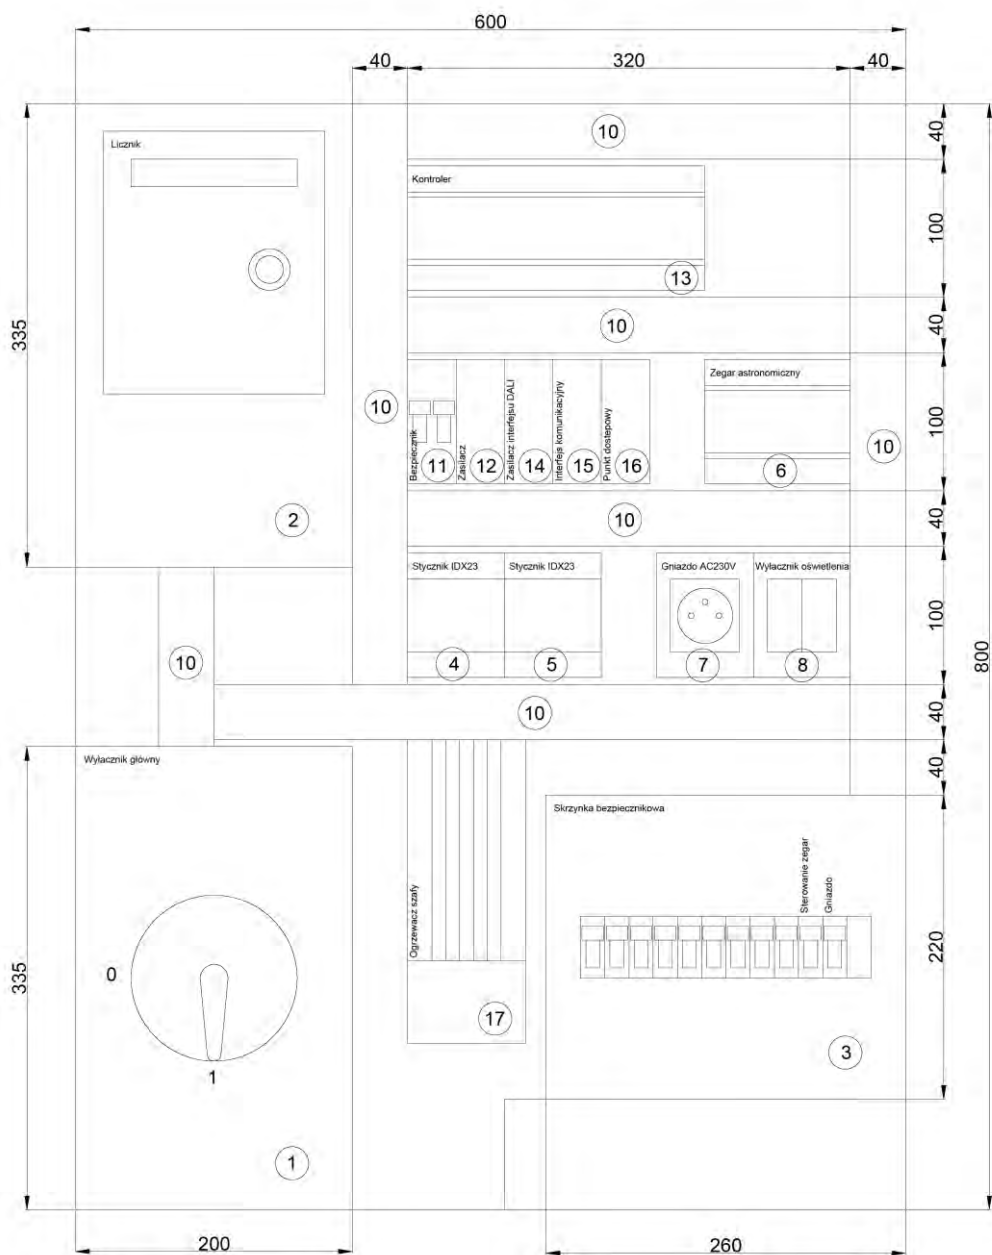 600
40
320
40
Licznik
10
40
Kontroler
100
13
335
10
40
Zegar astronomiczny
10
Bezpiecznik
Zasilacz
Zasilacz interfejsu DALI
Interfejs komunikacyjny
Punkt dostepowy
100
10
11
12
14
15
16
6
2
10
40
Stycznik IDX23
Stycznik IDX23
Gniazdo AC230V
Wyłacznik oświetlenia
100
10
4
5
7
8
800
10
40
Wyłacznik główny
40
Skrzynka bezpiecznikowa
Sterowanie zegar
Gniazdo
Ogrzewacz szafy
220
335
0
17
3
1
1
200
260